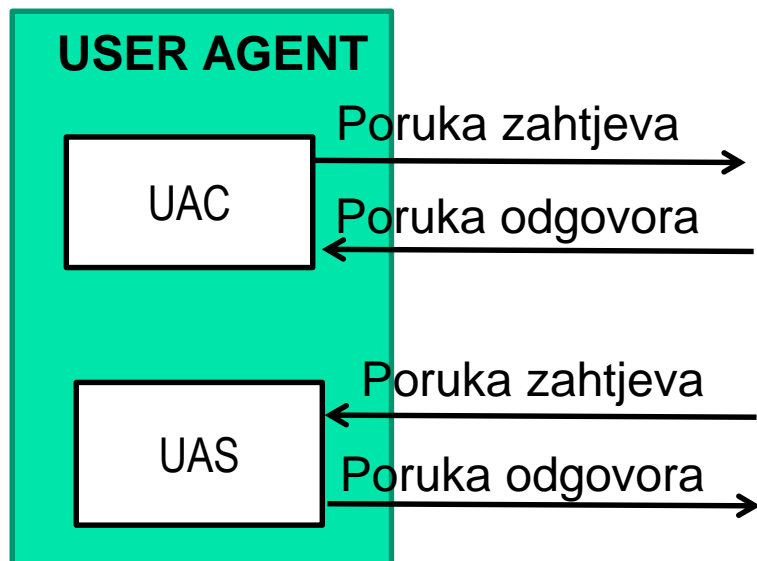 USER AGENT
Poruka zahtjeva
UAC
Poruka odgovora
Poruka zahtjeva
UAS
Poruka odgovora